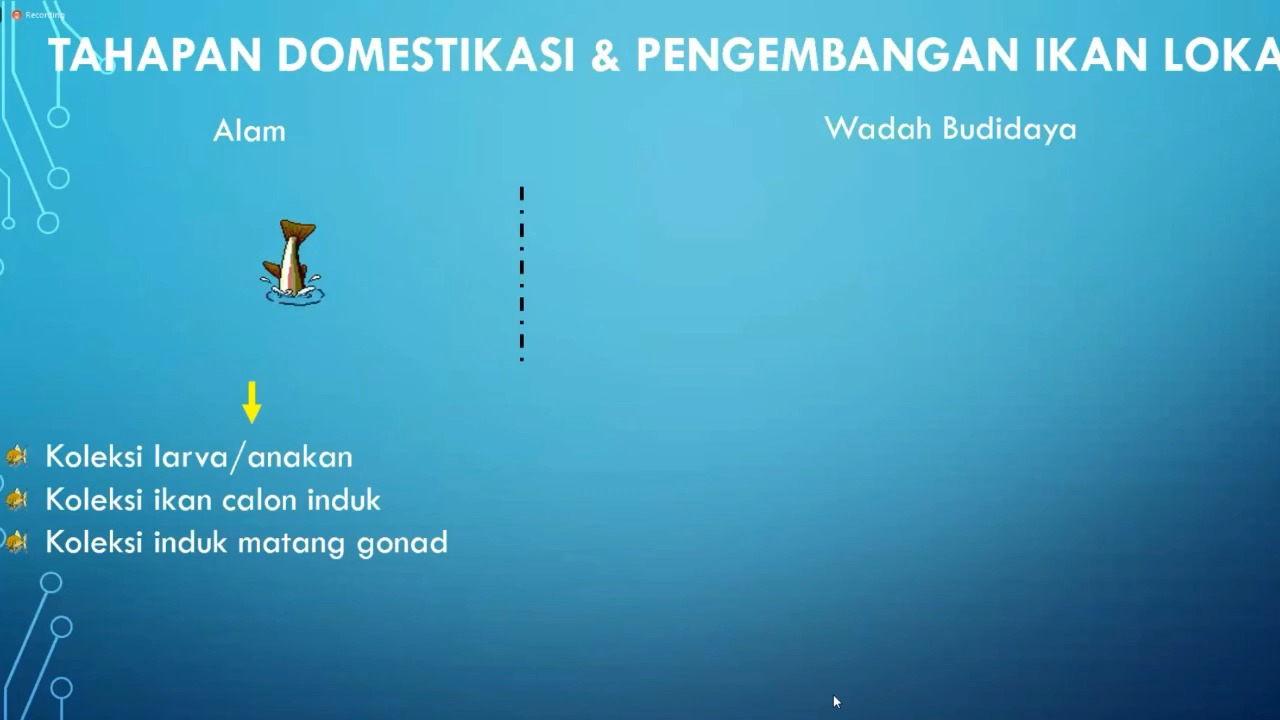 Recording
TAHAPAN DOMESTIKASI & PENGEMBANGAN IKAN LOKA
Alam
Wadah Budidaya
Koleksi larva/anakan
Koleksi ikan calon induk
Koleksi induk matang gonad